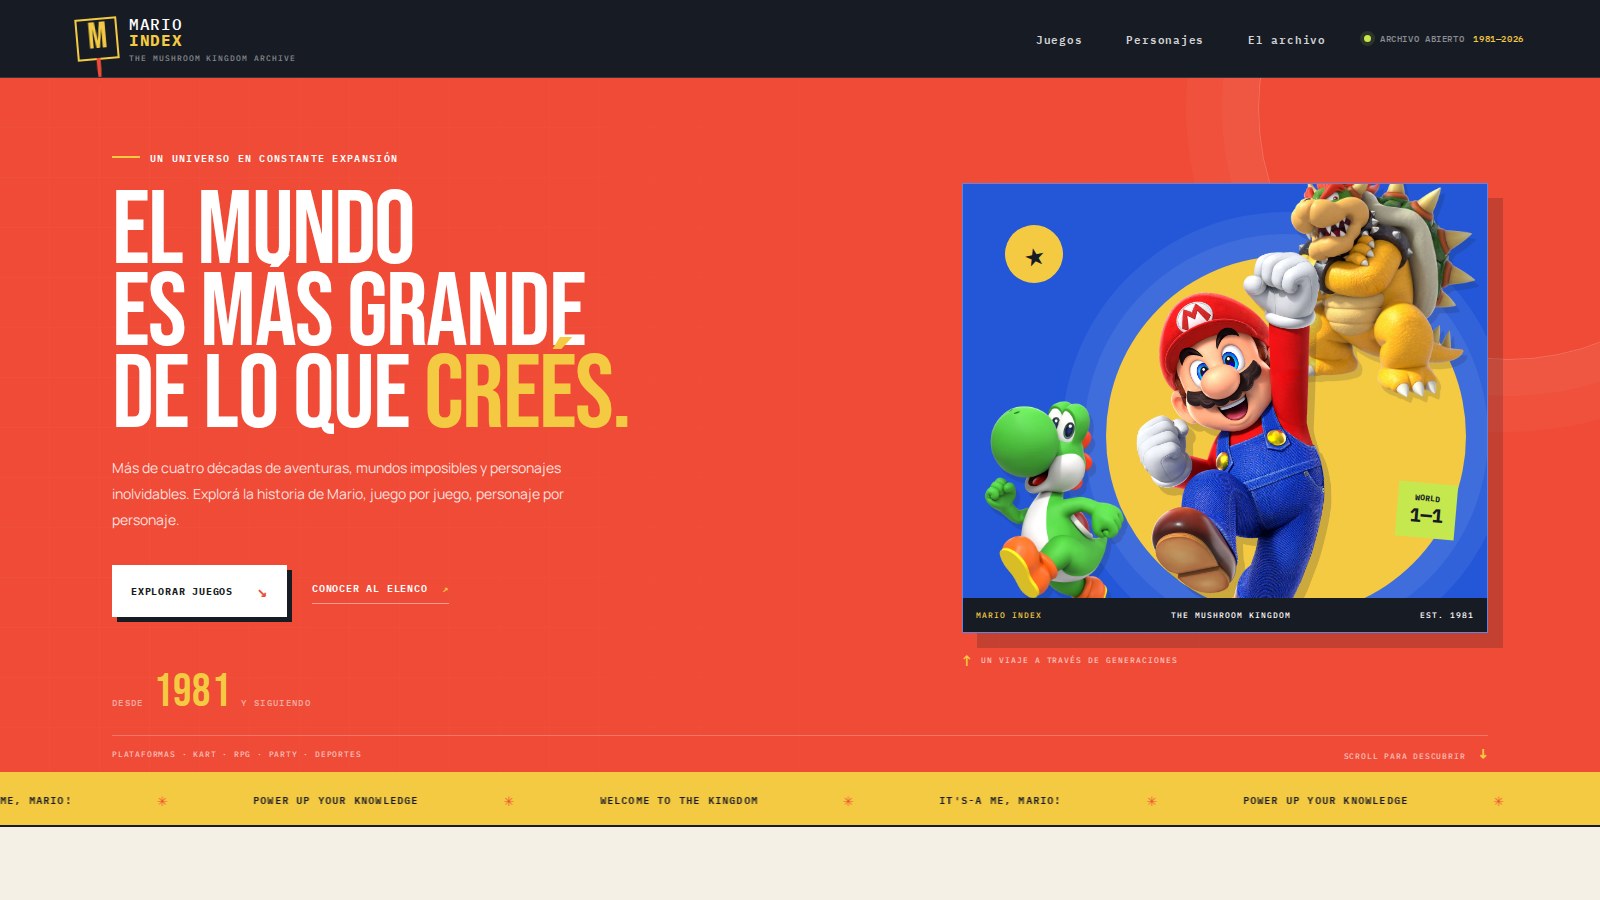 M
MARIO
INDEX
THE MUSHROOM KINGDOM ARCHIVE
Juegos
Personajes
El archivo
ARCHIVO ABIERTO 1981—2026
UN UNIVERSO EN CONSTANTE EXPANSIÓN
EL MUNDO
ES MÁS GRANDE
DE LO QUE CREÉS.
Más de cuatro décadas de aventuras, mundos imposibles y personajes
inolvidables. Explorá la historia de Mario, juego por juego, personaje por
personaje.
EXPLORAR JUEGOS ↘
CONOCER AL ELENCO ↗
DESDE 1981 Y SIGUIENDO
★
M
WORLD
1—1
MARIO INDEX
THE MUSHROOM KINGDOM
EST. 1981
↑ UN VIAJE A TRAVÉS DE GENERACIONES
PLATAFORMAS · KART · RPG · PARTY · DEPORTES
SCROLL PARA DESCUBRIR ↓
ME, MARIO! ✳ POWER UP YOUR KNOWLEDGE ✳ WELCOME TO THE KINGDOM ✳ IT'S-A ME, MARIO! ✳ POWER UP YOUR KNOWLEDGE ✳